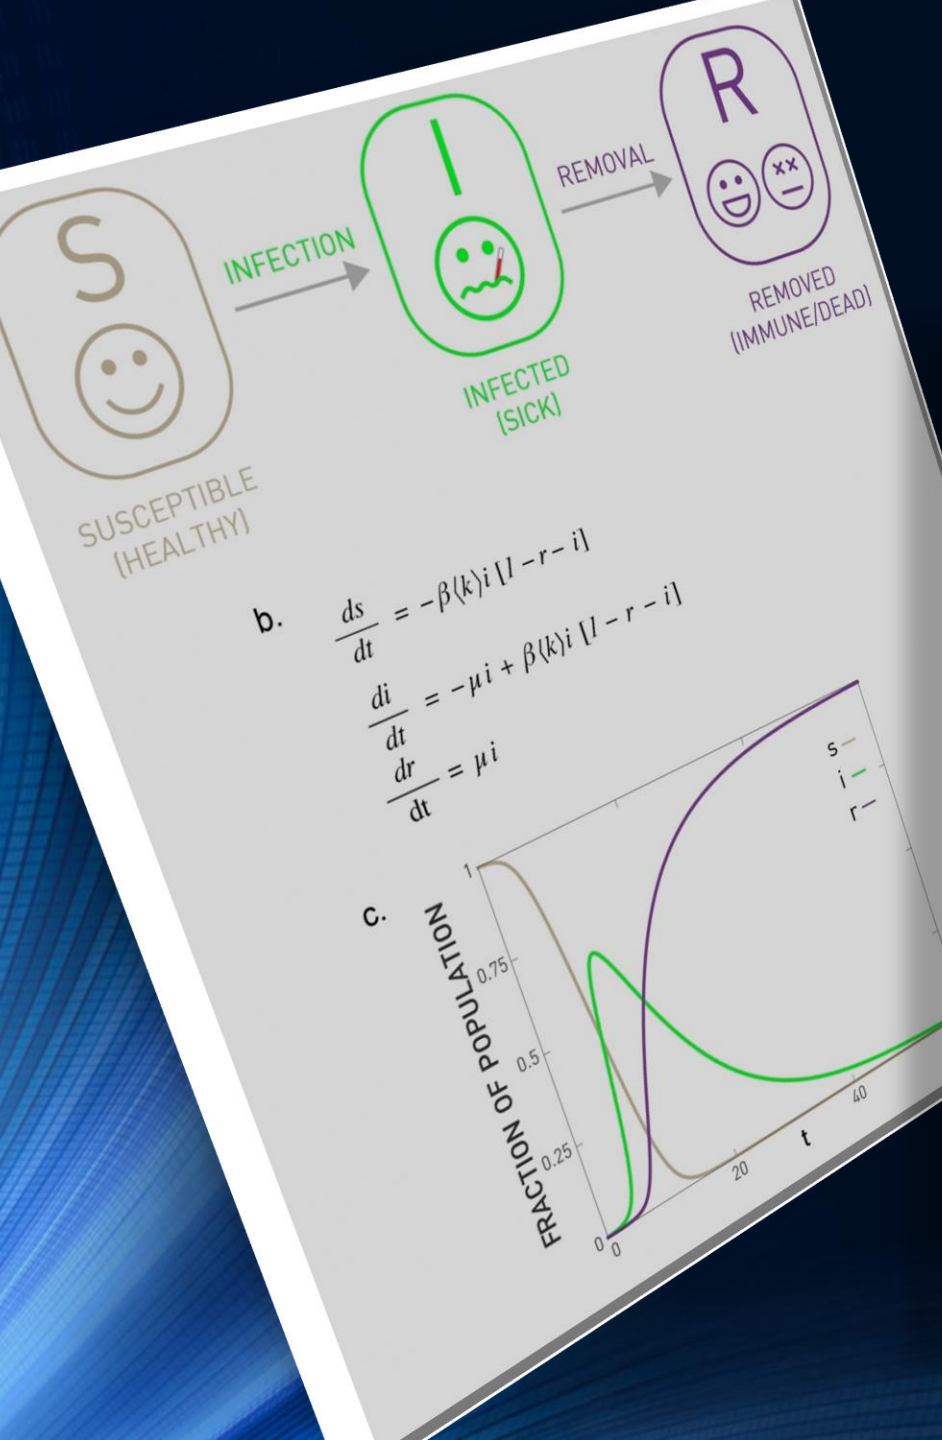 S
SUSCEPTIBLE
(HEALTHY)
INFECTION
I
INFECTED
(SICK)
REMOVAL
R
REMOVED
(IMMUNE/DEAD)
b.
ds/dt = −β⟨k⟩i [1 − r − i]
di/dt = −μi + β⟨k⟩i [1 − r − i]
dr/dt = μi
c.
FRACTION OF POPULATION
1
0.75
0.5
0.25
0
0
20
40
t
s
i
r